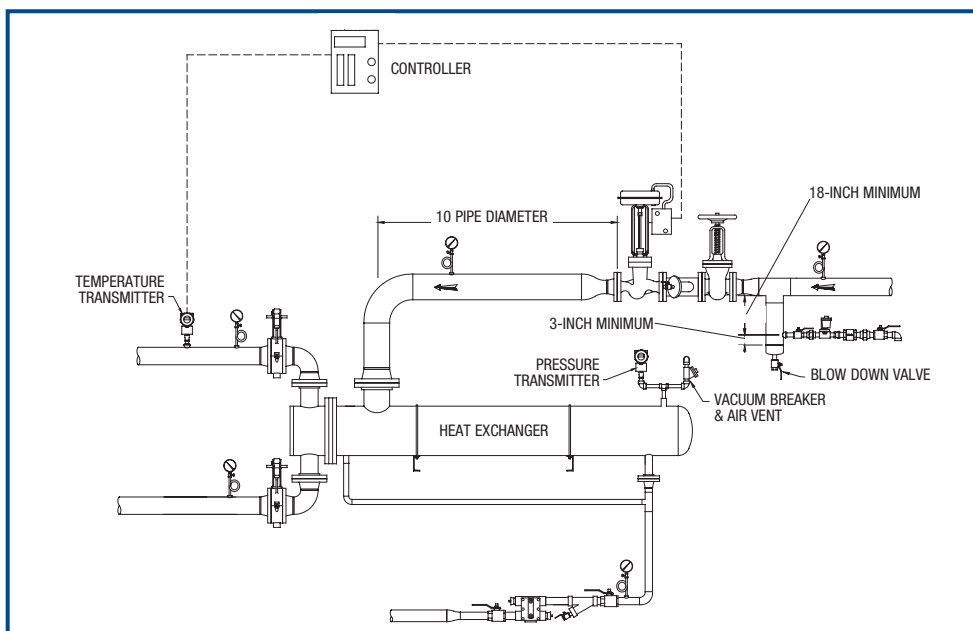 CONTROLLER
18-INCH MINIMUM
10 PIPE DIAMETER
TEMPERATURE
TRANSMITTER
3-INCH MINIMUM
PRESSURE
TRANSMITTER
BLOW DOWN VALVE
VACUUM BREAKER
& AIR VENT
HEAT EXCHANGER